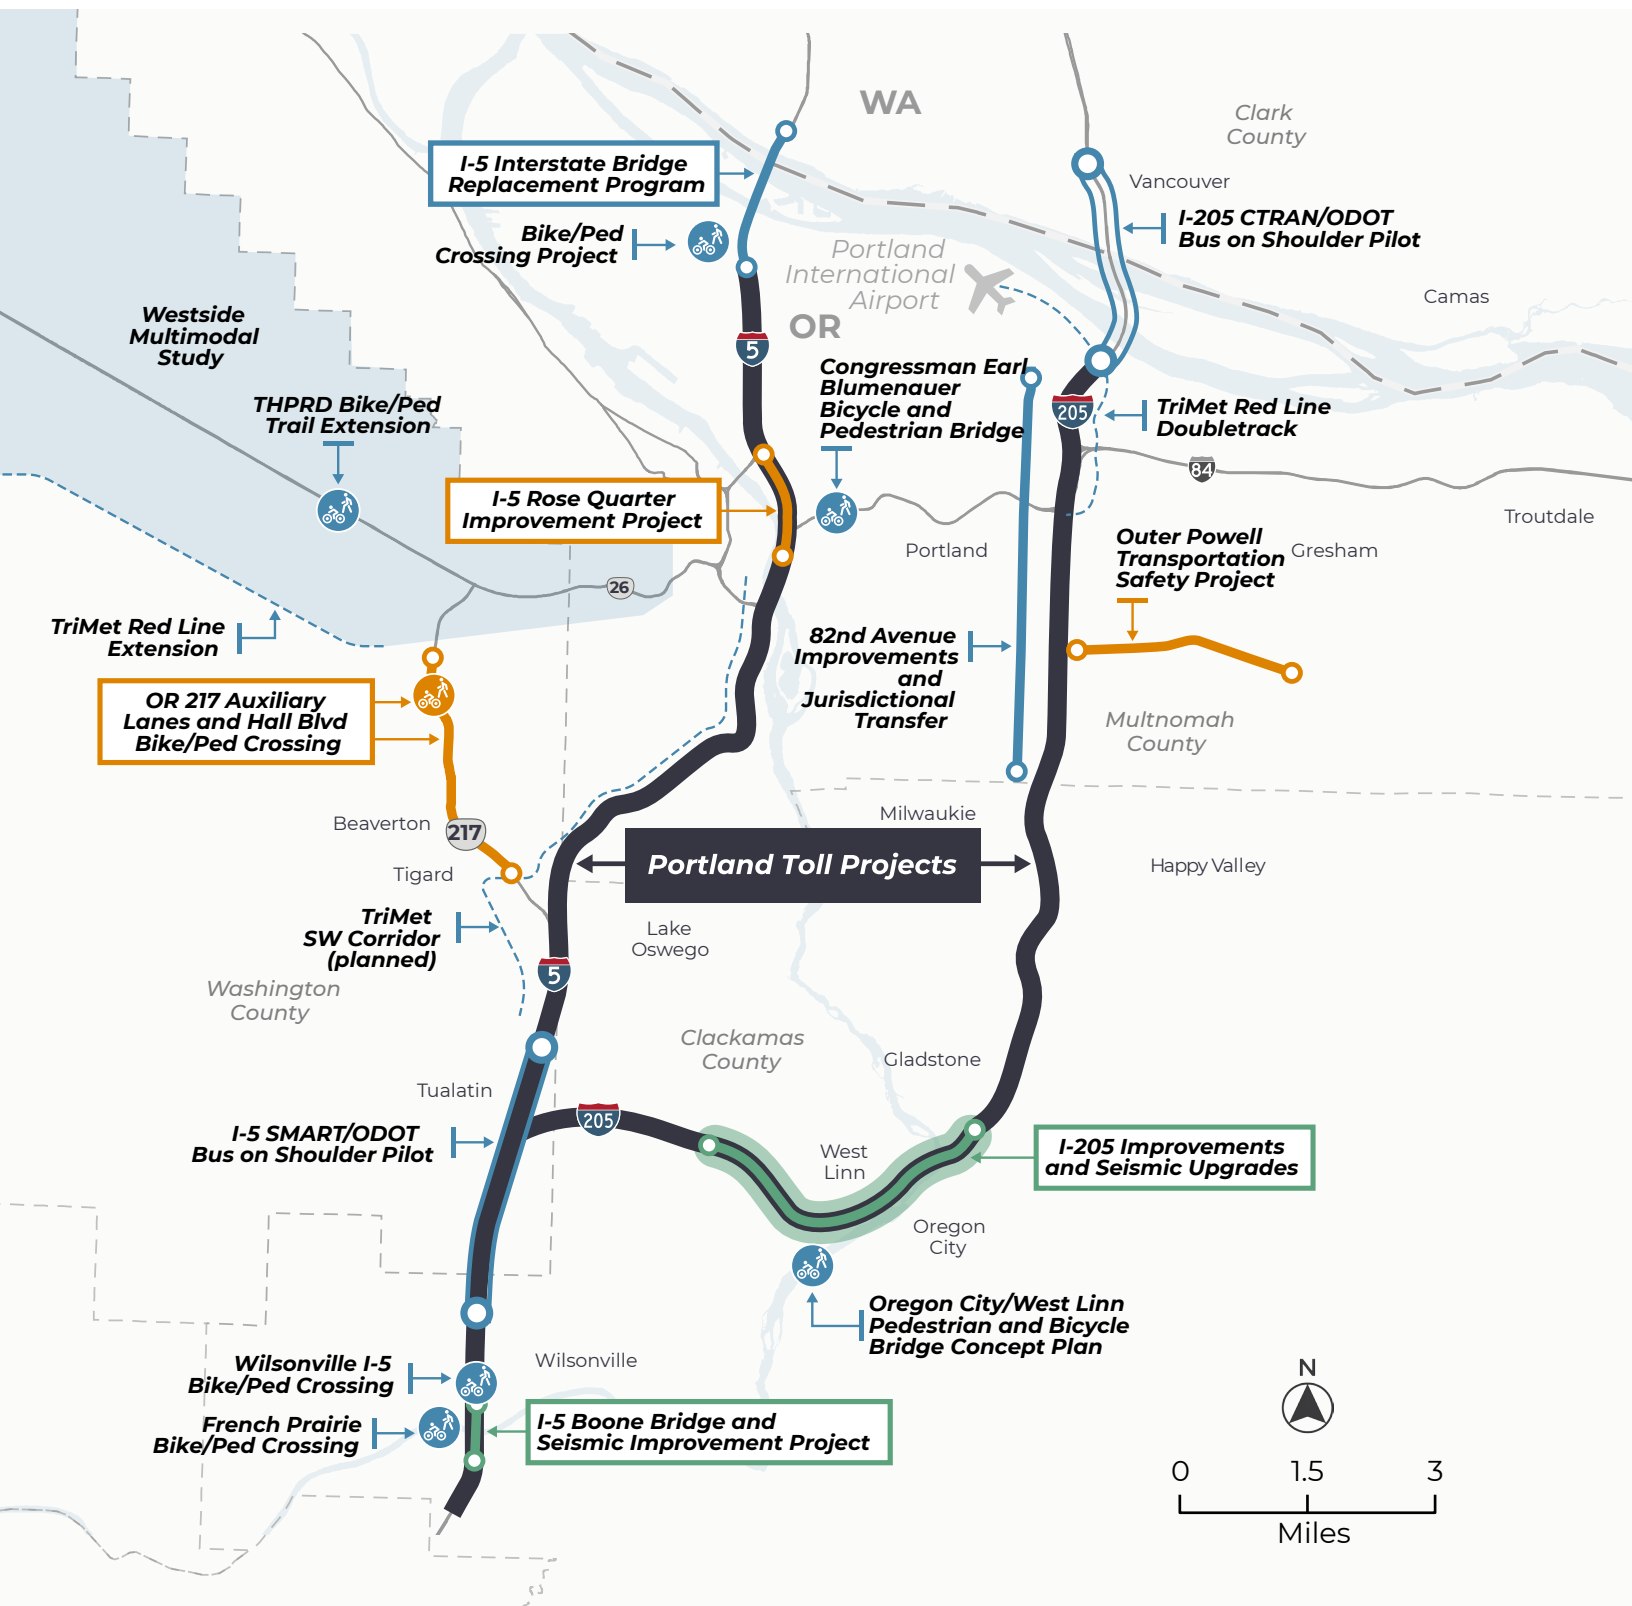 WA
Clark
County
I-5 Interstate Bridge
Replacement Program
Vancouver
I-205 CTRAN/ODOT
Bus on Shoulder Pilot
Bike/Ped
Crossing Project
Portland
International
Airport
Camas
Westside
Multimodal
Study
OR
5
Congressman Earl
Blumenauer
Bicycle and
Pedestrian Bridge
205
TriMet Red Line
Doubletrack
THPRD Bike/Ped
Trail Extension
84
I-5 Rose Quarter
Improvement Project
Troutdale
Portland
Outer Powell
Transportation
Safety Project
Gresham
26
TriMet Red Line
Extension
82nd Avenue
Improvements
and
Jurisdictional
Transfer
OR 217 Auxiliary
Lanes and Hall Blvd
Bike/Ped Crossing
Multnomah
County
Beaverton
217
Milwaukie
Tigard
Portland Toll Projects
Happy Valley
TriMet
SW Corridor
(planned)
Lake
Oswego
5
Washington
County
Clackamas
County
Gladstone
Tualatin
205
I-5 SMART/ODOT
Bus on Shoulder Pilot
West
Linn
I-205 Improvements
and Seismic Upgrades
Oregon
City
Oregon City/West Linn
Pedestrian and Bicycle
Bridge Concept Plan
Wilsonville I-5
Bike/Ped Crossing
Wilsonville
French Prairie
Bike/Ped Crossing
I-5 Boone Bridge and
Seismic Improvement Project
N
0 1.5 3
Miles